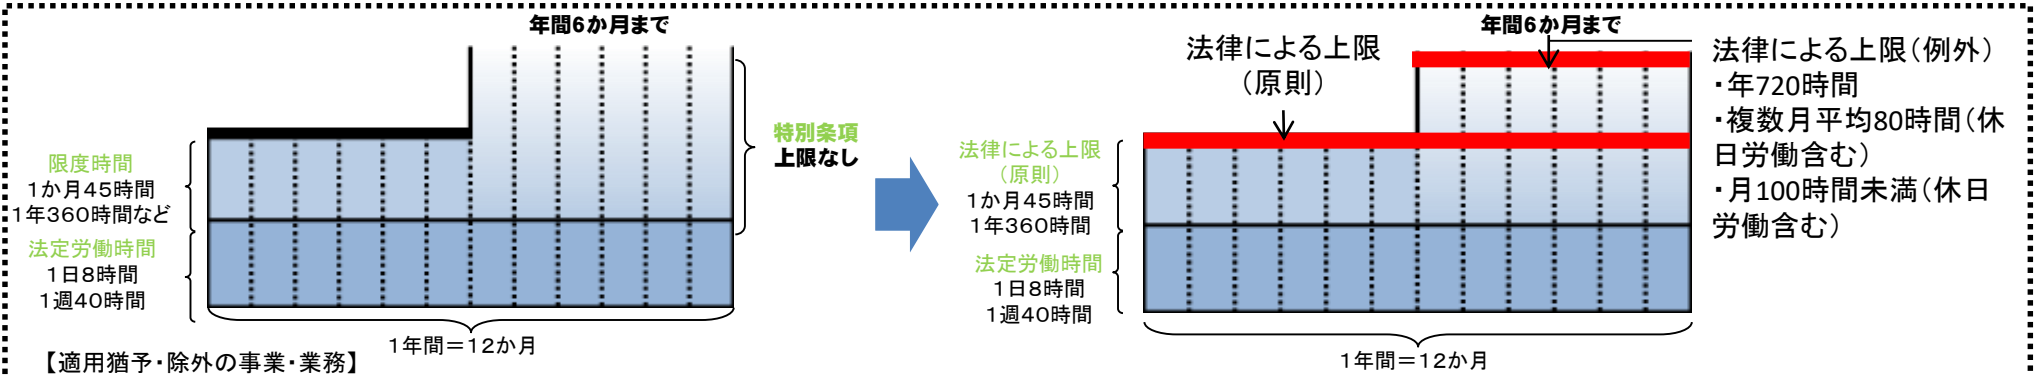 年間6か月まで
限度時間
1か月45時間
1年360時間など
法定労働時間
1日8時間
1週40時間
特別条項
上限なし
1年間=12か月
【適用猶予・除外の事業・業務】
年間6か月まで
法律による上限
(原則)
法律による上限
(原則)
1か月45時間
1年360時間
法定労働時間
1日8時間
1週40時間
1年間=12か月
法律による上限(例外)
・年720時間
・複数月平均80時間(休
日労働含む)
・月100時間未満(休日
労働含む)